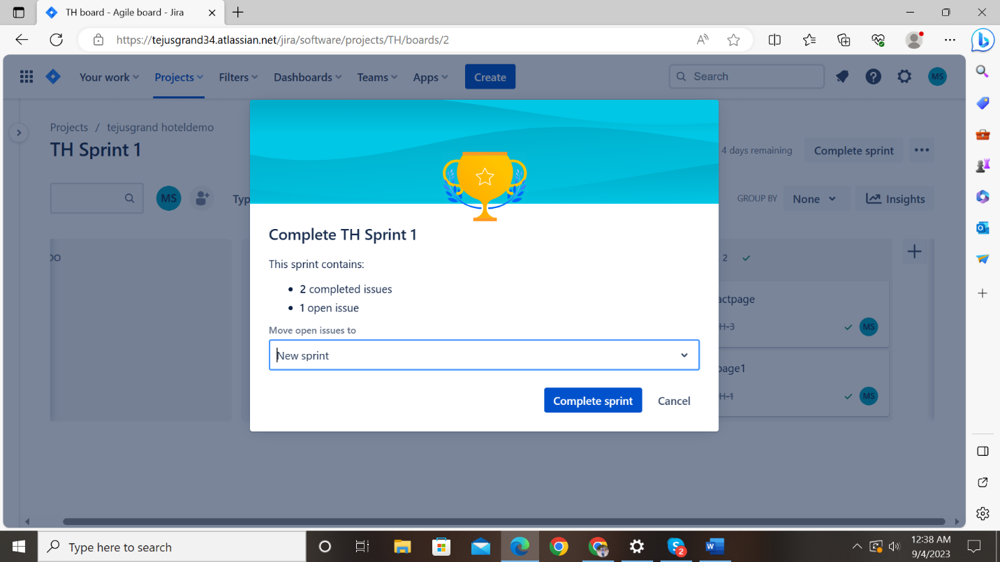 TH board - Agile board - Jira
https://tejusgrand34.atlassian.net/jira/software/projects/TH/boards/2
Your work Projects Filters Dashboards Teams Apps Create Search MS
Projects / tejusgrand hoteldemo
TH Sprint 1
4 days remaining Complete sprint
MS Typ GROUP BY None Insights
Complete TH Sprint 1
This sprint contains:
2 completed issues
1 open issue
Move open issues to
New sprint
Complete sprint Cancel
DO
2
actpage
H-3 MS
page1
H-1 MS
Type here to search
2
12:38 AM
9/4/2023